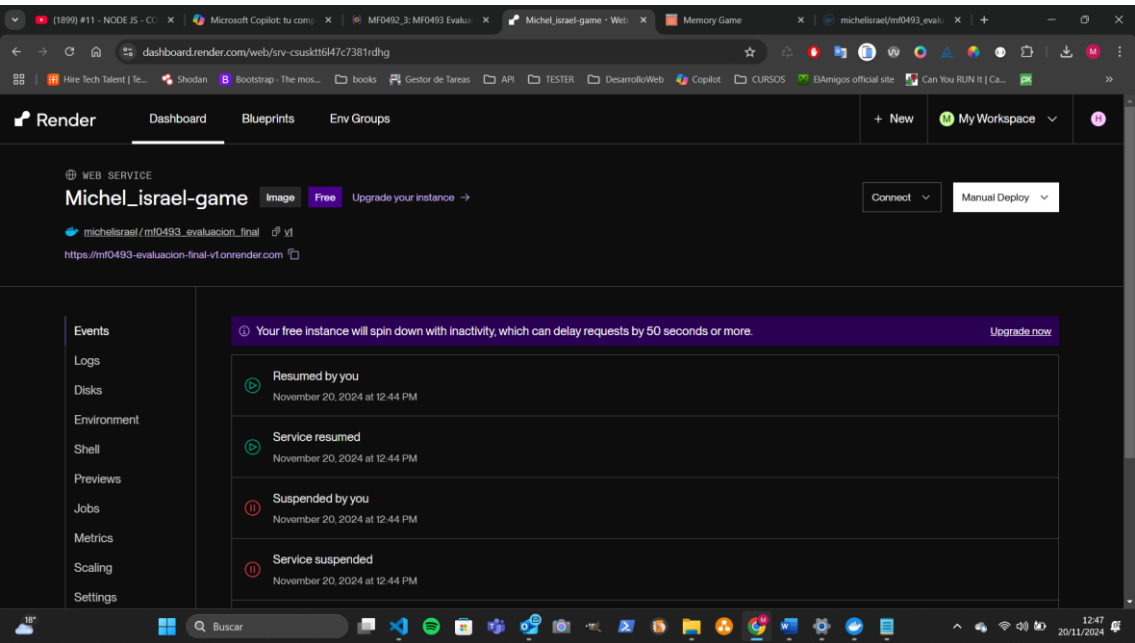 (1899) #11 - NODE JS - CO
Microsoft Copilot: tu comp
MF0492_3: MF0493 Evalua
Michel_israel-game · Web
Memory Game
michelisrael/mf0493_evalu
dashboard.render.com/web/srv-csusktt6l47c7381rdhg
Hire Tech Talent | Te...
Shodan
Bootstrap · The mos...
books
Gestor de Tareas
API
TESTER
DesarrolloWeb
Copilot
CURSOS
ElAmigos official site
Can You RUN It | Ca...
Render
Dashboard
Blueprints
Env Groups
+ New
M My Workspace
H
WEB SERVICE
Michel_israel-game Image Free Upgrade your instance →
Connect
Manual Deploy
michelisrael/mf0493_evaluacion_final v1
https://mf0493-evaluacion-final-v1.onrender.com
Events
Logs
Disks
Environment
Shell
Previews
Jobs
Metrics
Scaling
Settings
Your free instance will spin down with inactivity, which can delay requests by 50 seconds or more. Upgrade now
Resumed by you
November 20, 2024 at 12:44 PM
Service resumed
November 20, 2024 at 12:44 PM
Suspended by you
November 20, 2024 at 12:44 PM
Service suspended
November 20, 2024 at 12:44 PM
18°
Buscar
12:47
20/11/2024